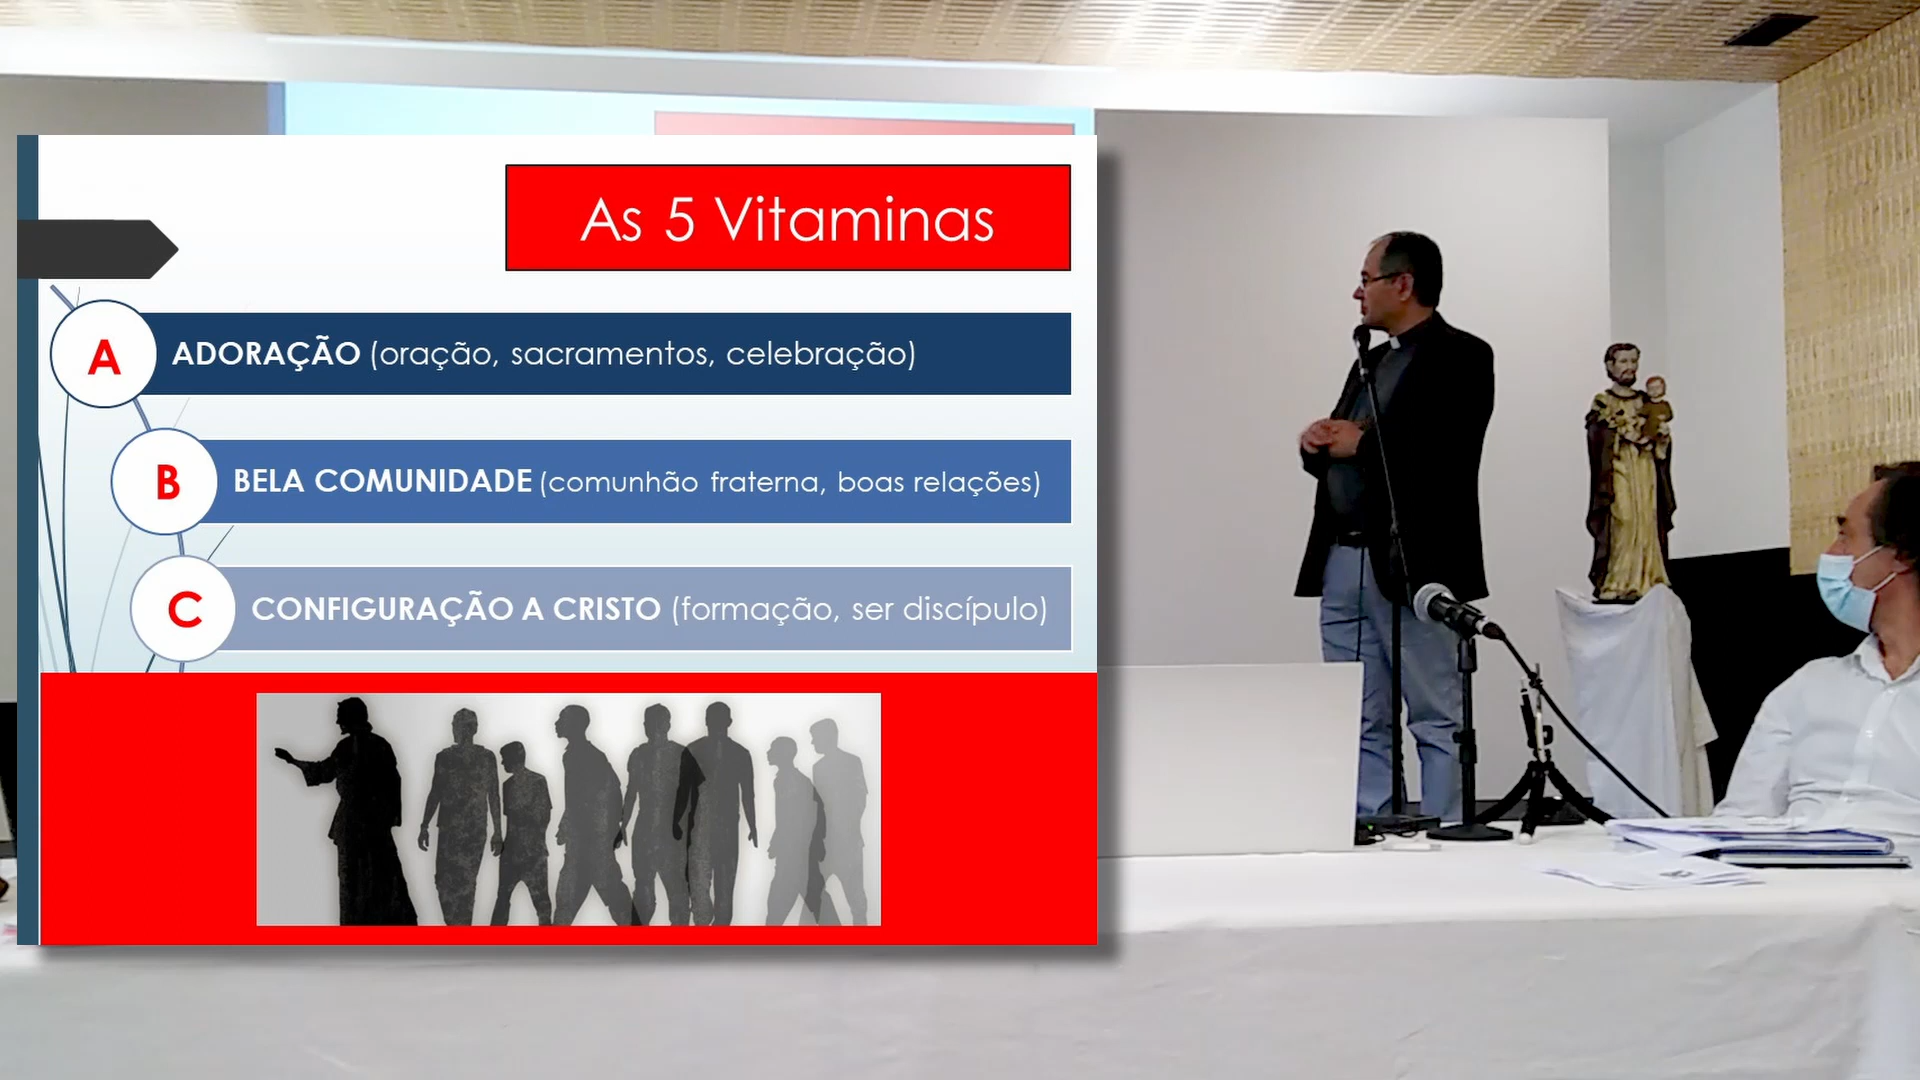 As 5 Vitaminas
A
ADORAÇÃO (oração, sacramentos, celebração)
B
BELA COMUNIDADE (comunhão fraterna, boas relações)
C
CONFIGURAÇÃO A CRISTO (formação, ser discípulo)